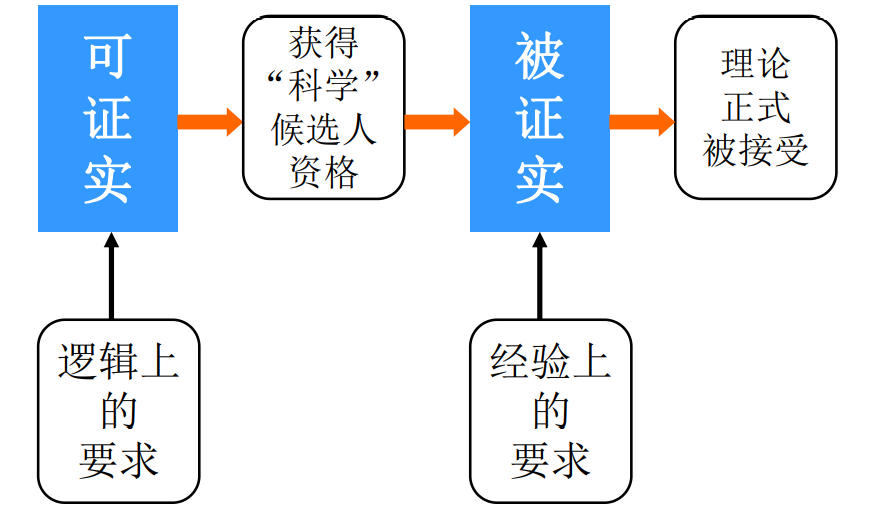 可
证
实
获得
“科学”
候选人
资格
被
证
实
理论
正式
被接受
逻辑上
的
要求
经验上
的
要求